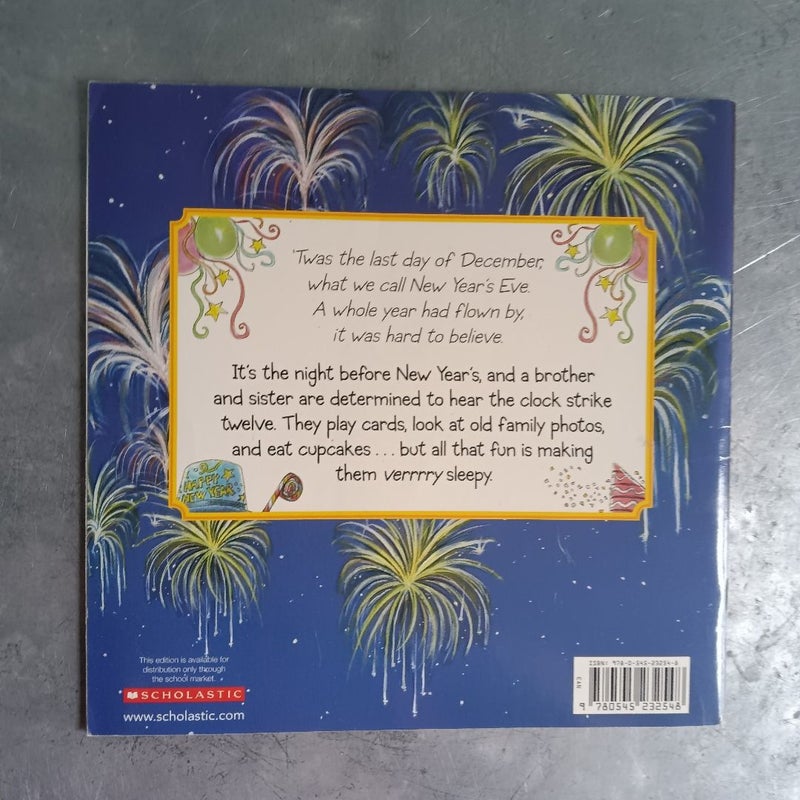 'Twas the last day of December,
what we call New Year's Eve.
A whole year had flown by,
it was hard to believe.
It's the night before New Year's, and a brother
and sister are determined to hear the clock strike
twelve. They play cards, look at old family photos,
and eat cupcakes . . . but all that fun is making
them verrrry sleepy.
HAPPY
NEW YEAR
This edition is available for
distribution only through
the school market.
SCHOLASTIC
www.scholastic.com
ISBN: 978-0-545-23254-8
EAN
9 780545 232548